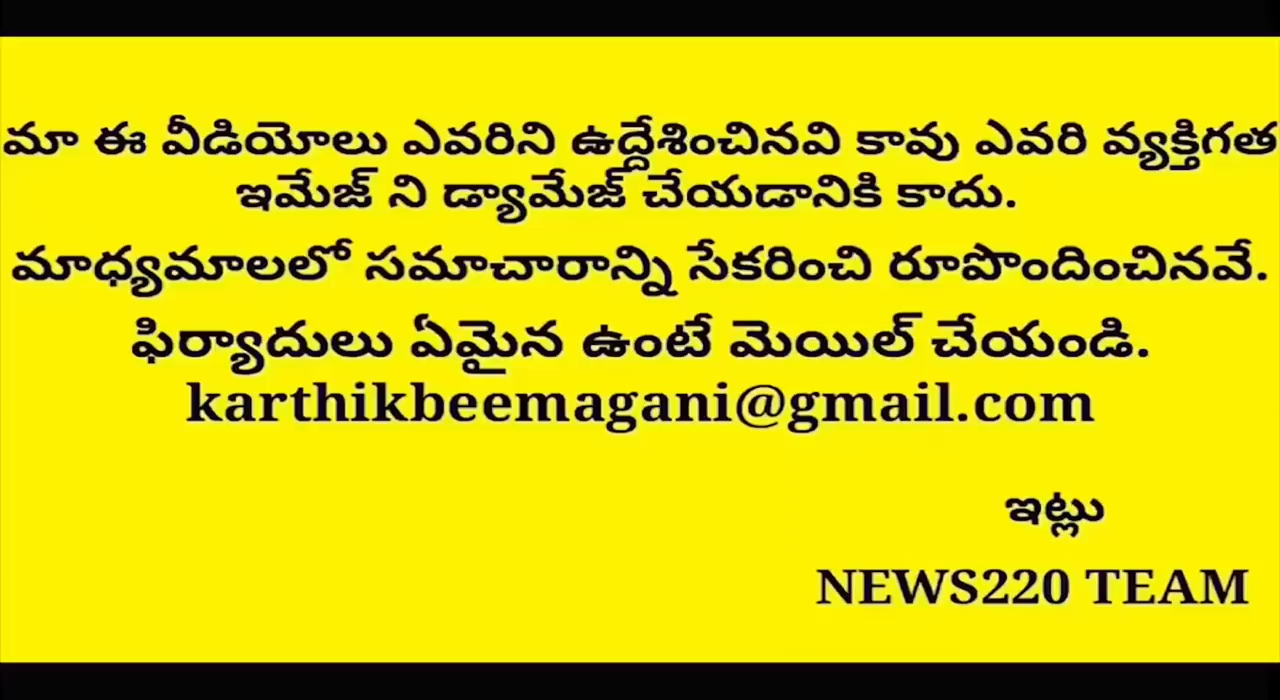 మా ఈ వీడియోలు ఎవరిని ఉద్దేశించినవి కావు ఎవరి వ్యక్తిగత
ఇమేజ్ ని డ్యామేజ్ చేయడానికి కాదు.
మాధ్యమాలలో సమాచారాన్ని సేకరించి రూపొందించినవే.
ఫిర్యాదులు ఏమైన ఉంటే మెయిల్ చేయండి.
karthikbeemagani@gmail.com
ఇట్లు
NEWS220 TEAM